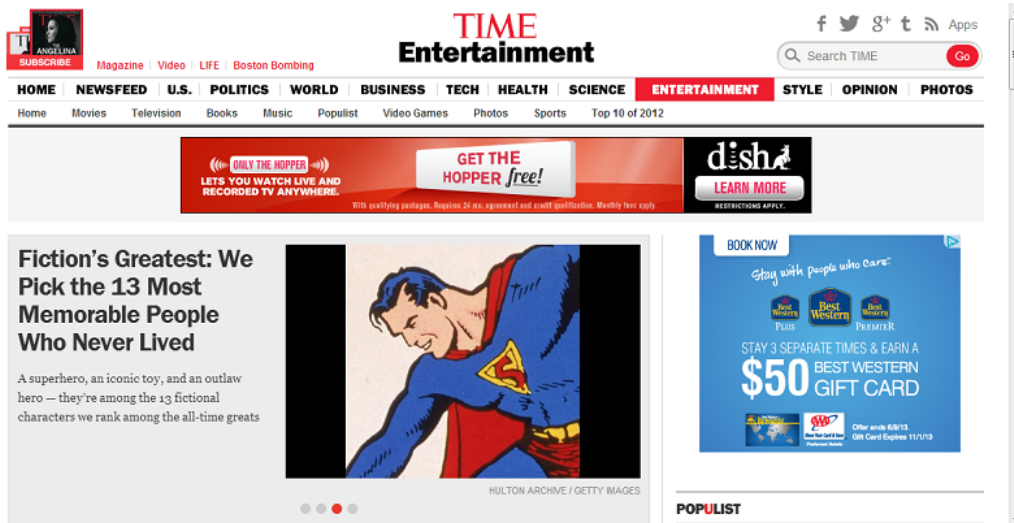 TIME
Entertainment
Apps
THE
ANGELINA
SUBSCRIBE
Magazine | Video | LIFE | Boston Bombing
Search TIME
Go
HOME NEWSFEED U.S. POLITICS WORLD BUSINESS TECH HEALTH SCIENCE ENTERTAINMENT STYLE OPINION PHOTOS
Home Movies Television Books Music Populist Video Games Photos Sports Top 10 of 2012
ONLY THE HOPPER
LETS YOU WATCH LIVE AND
RECORDED TV ANYWHERE.
GET THE
HOPPER free!
With qualifying packages. Requires 24 mo. agreement and credit qualification. Monthly fees apply.
dish
LEARN MORE
RESTRICTIONS APPLY.
Fiction's Greatest: We
Pick the 13 Most
Memorable People
Who Never Lived
A superhero, an iconic toy, and an outlaw
hero — they're among the 13 fictional
characters we rank among the all-time greats
S
HULTON ARCHIVE / GETTY IMAGES
BOOK NOW
Stay with people who care.
Best
Western
PLUS
Best
Western
Best
Western
PREMIER
STAY 3 SEPARATE TIMES & EARN A
$50 BEST WESTERN
GIFT CARD
Offer ends 6/9/13.
Gift Card Expires 11/1/13
POPULIST